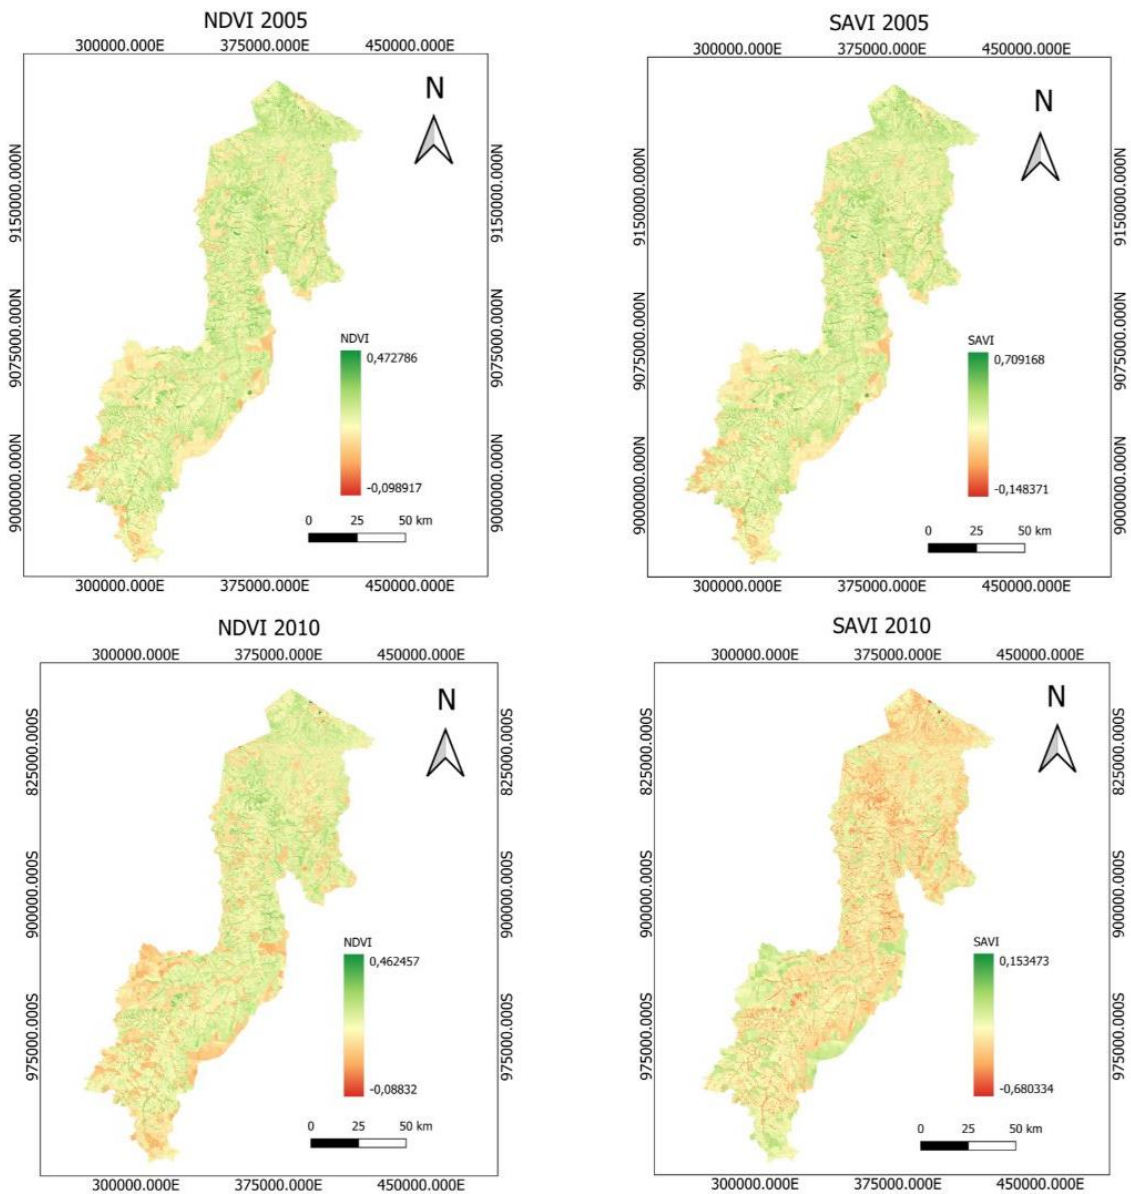 NDVI 2005
300000.000E 375000.000E 450000.000E
N
9150000.000N
9150000.000N
9075000.000N
9075000.000N
9000000.000N
9000000.000N
NDVI
0,472786
-0,098917
0 25 50 km
300000.000E 375000.000E 450000.000E
SAVI 2005
300000.000E 375000.000E 450000.000E
N
9150000.000N
9150000.000N
9075000.000N
9075000.000N
9000000.000N
9000000.000N
SAVI
0,709168
-0,148371
0 25 50 km
300000.000E 375000.000E 450000.000E
NDVI 2010
300000.000E 375000.000E 450000.000E
N
825000.000S
825000.000S
900000.000S
900000.000S
975000.000S
975000.000S
NDVI
0,462457
-0,08832
0 25 50 km
300000.000E 375000.000E 450000.000E
SAVI 2010
300000.000E 375000.000E 450000.000E
N
825000.000S
825000.000S
900000.000S
900000.000S
975000.000S
975000.000S
SAVI
0,153473
-0,680334
0 25 50 km
300000.000E 375000.000E 450000.000E